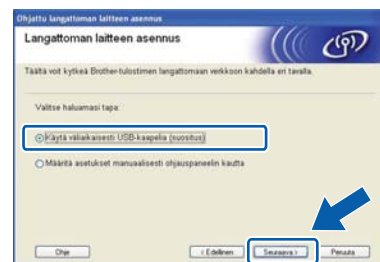 Ohjattu langattoman laitteen asennus
Langattoman laitteen asennus
Täältä voit kytkeä Brother-tulostimen langattomaan verkkoon kahdella eri tavalla.
Valitse haluamasi tapa:
Käytä väliaikaisesti USB-kaapelia (suositus)
Määritä asetukset manuaalisesti ohjauspaneelin kautta
Ohje
< Edellinen
Seuraava >
Peruuta